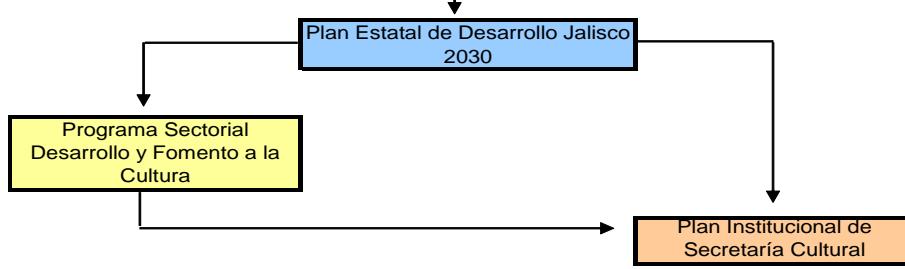 Plan Estatal de Desarrollo Jalisco
2030
Programa Sectorial
Desarrollo y Fomento a la
Cultura
Plan Institucional de
Secretaría Cultural